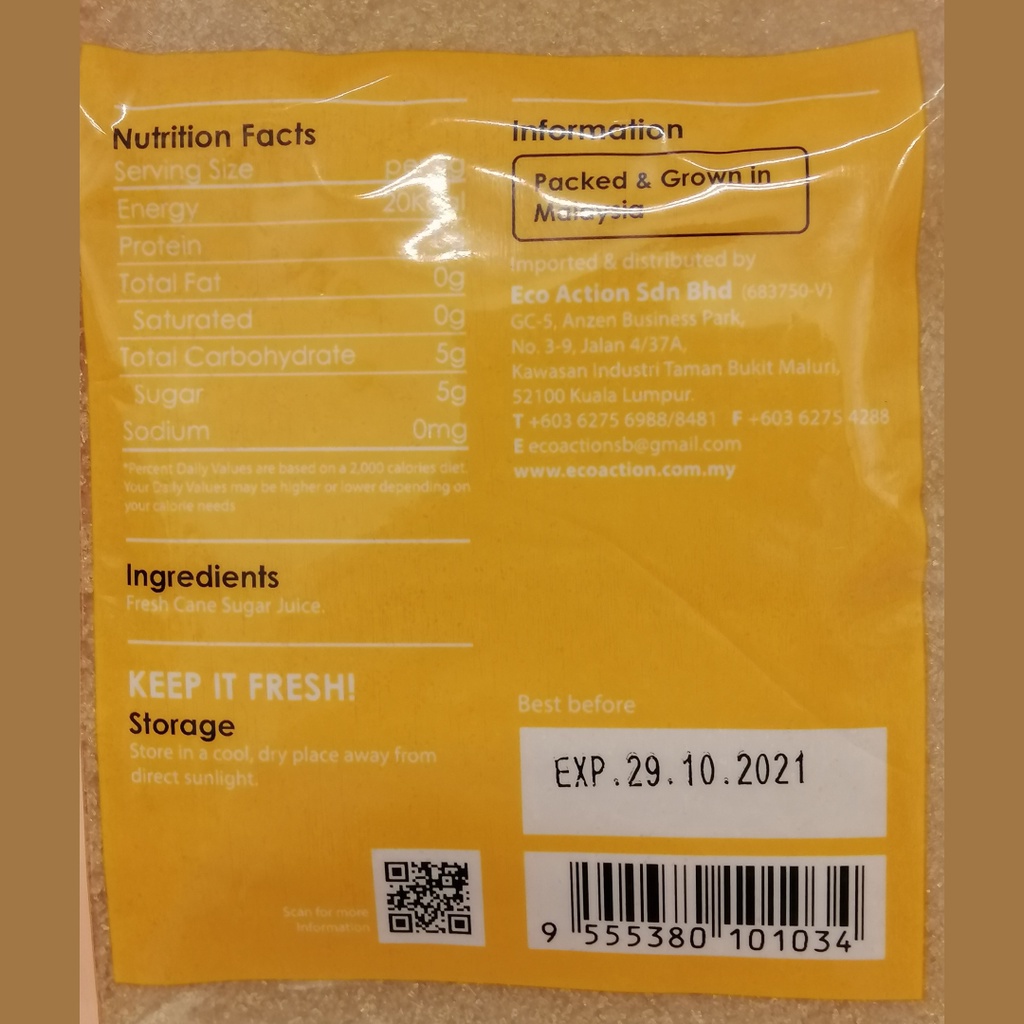 Nutrition Facts
Serving Size
Energy
Protein
Total Fat 0g
Saturated 0g
Total Carbohydrate 5g
Sugar 5g
Sodium 0mg
*Percent Daily Values are based on a 2,000 calories diet.
Your Daily Values may be higher or lower depending on
your calorie needs
Ingredients
Fresh Cane Sugar Juice.
KEEP IT FRESH!
Storage
Store in a cool, dry place away from
direct sunlight.
Scan for more
Information
Information
Packed & Grown in
Malaysia
Imported & distributed by
Eco Action Sdn Bhd (683750-V)
GC-5, Anzen Business Park,
No. 3-9, Jalan 4/37A,
Kawasan Industri Taman Bukit Maluri,
52100 Kuala Lumpur.
T +603 6275 6988/8481 F +603 6275 4288
E ecoactionsb@gmail.com
www.ecoaction.com.my
Best before
EXP.29.10.2021
9 555380 101034